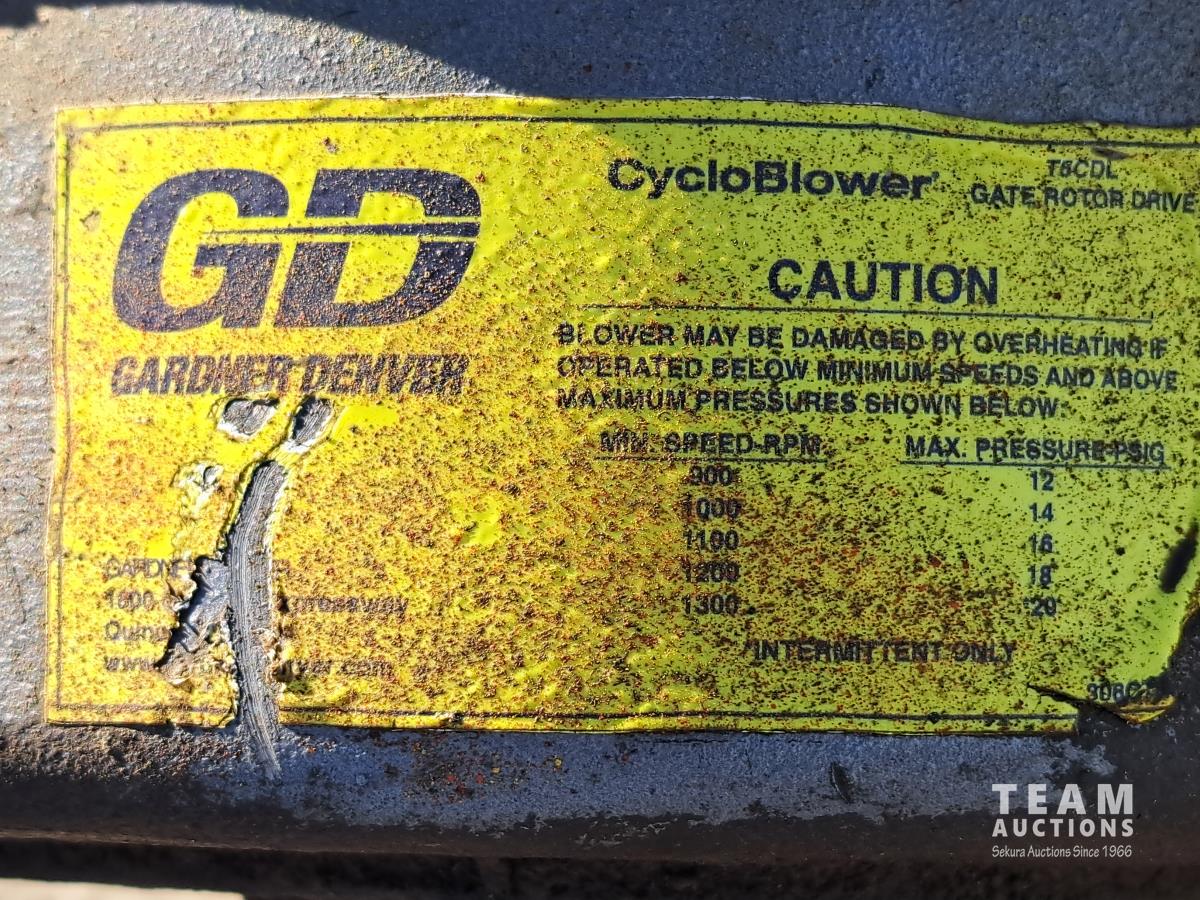 GD
GARDNER DENVER
CycloBlower
T5CDL
GATE ROTOR DRIVE
CAUTION
BLOWER MAY BE DAMAGED BY OVERHEATING IF
OPERATED BELOW MINIMUM SPEEDS AND ABOVE
MAXIMUM PRESSURES SHOWN BELOW:
MIN. SPEED-RPM MAX. PRESSURE-PSIG
900 12
1000 14
1100 16
1200 18
1300 20
*INTERMITTENT ONLY
TEAM
AUCTIONS
Sekura Auctions Since 1966